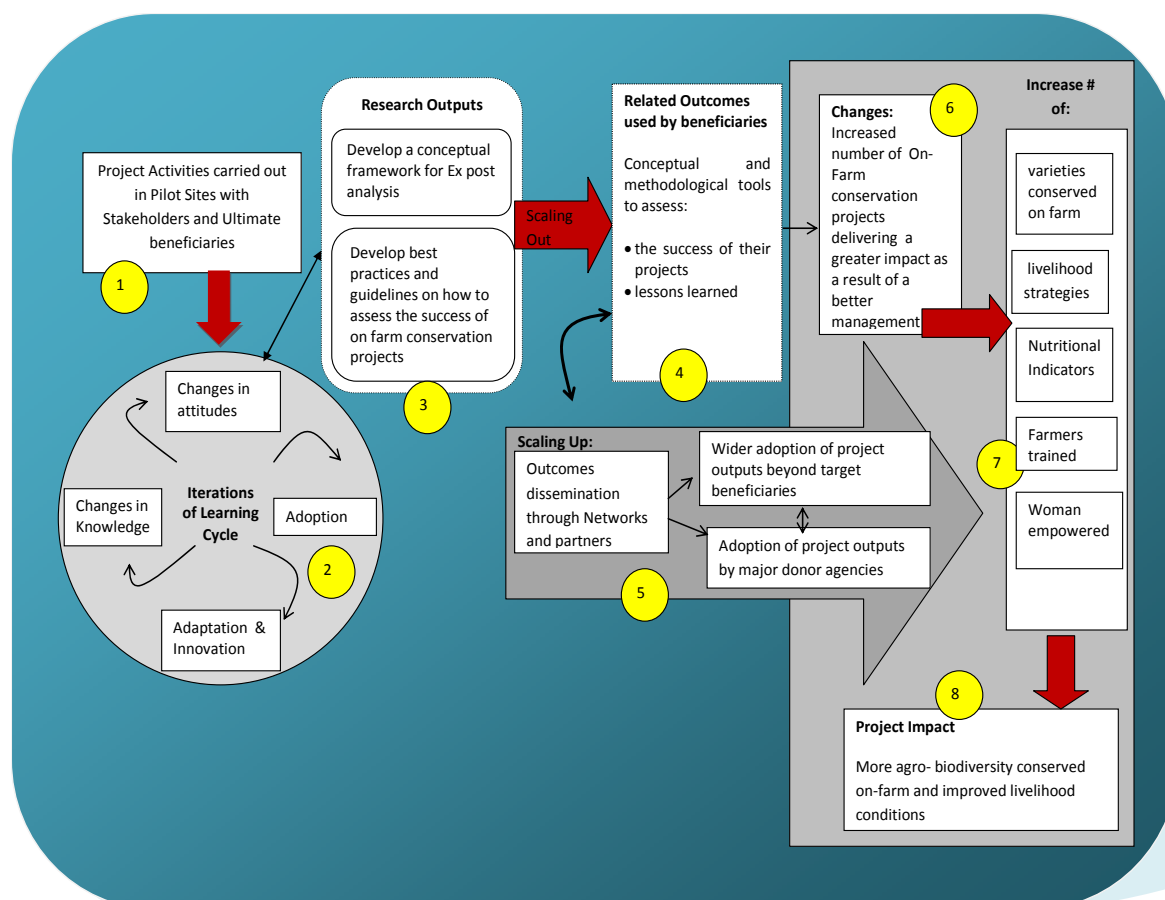 Project Activities carried out
in Pilot Sites with
Stakeholders and Ultimate
beneficiaries
1
Changes in
attitudes
Changes in
Knowledge
Iterations
of Learning
Cycle
Adoption
2
Adaptation &
Innovation
Research Outputs
Develop a conceptual
framework for Ex post
analysis
Develop best
practices and
guidelines on how to
assess the success of
on farm conservation
projects
3
Scaling
Out
Related Outcomes
used by beneficiaries
Conceptual and
methodological tools
to assess:
• the success of their
projects
• lessons learned
4
Scaling Up:
Outcomes
dissemination
through Networks
and partners
Wider adoption of project
outputs beyond target
beneficiaries
Adoption of project outputs
by major donor agencies
5
Changes:
Increased
number of On-
Farm
conservation
projects
delivering a
greater impact as
a result of a
better
management
6
Increase #
of:
varieties
conserved
on farm
livelihood
strategies
Nutritional
Indicators
Farmers
trained
Woman
empowered
7
8
Project Impact
More agro- biodiversity conserved
on-farm and improved livelihood
conditions